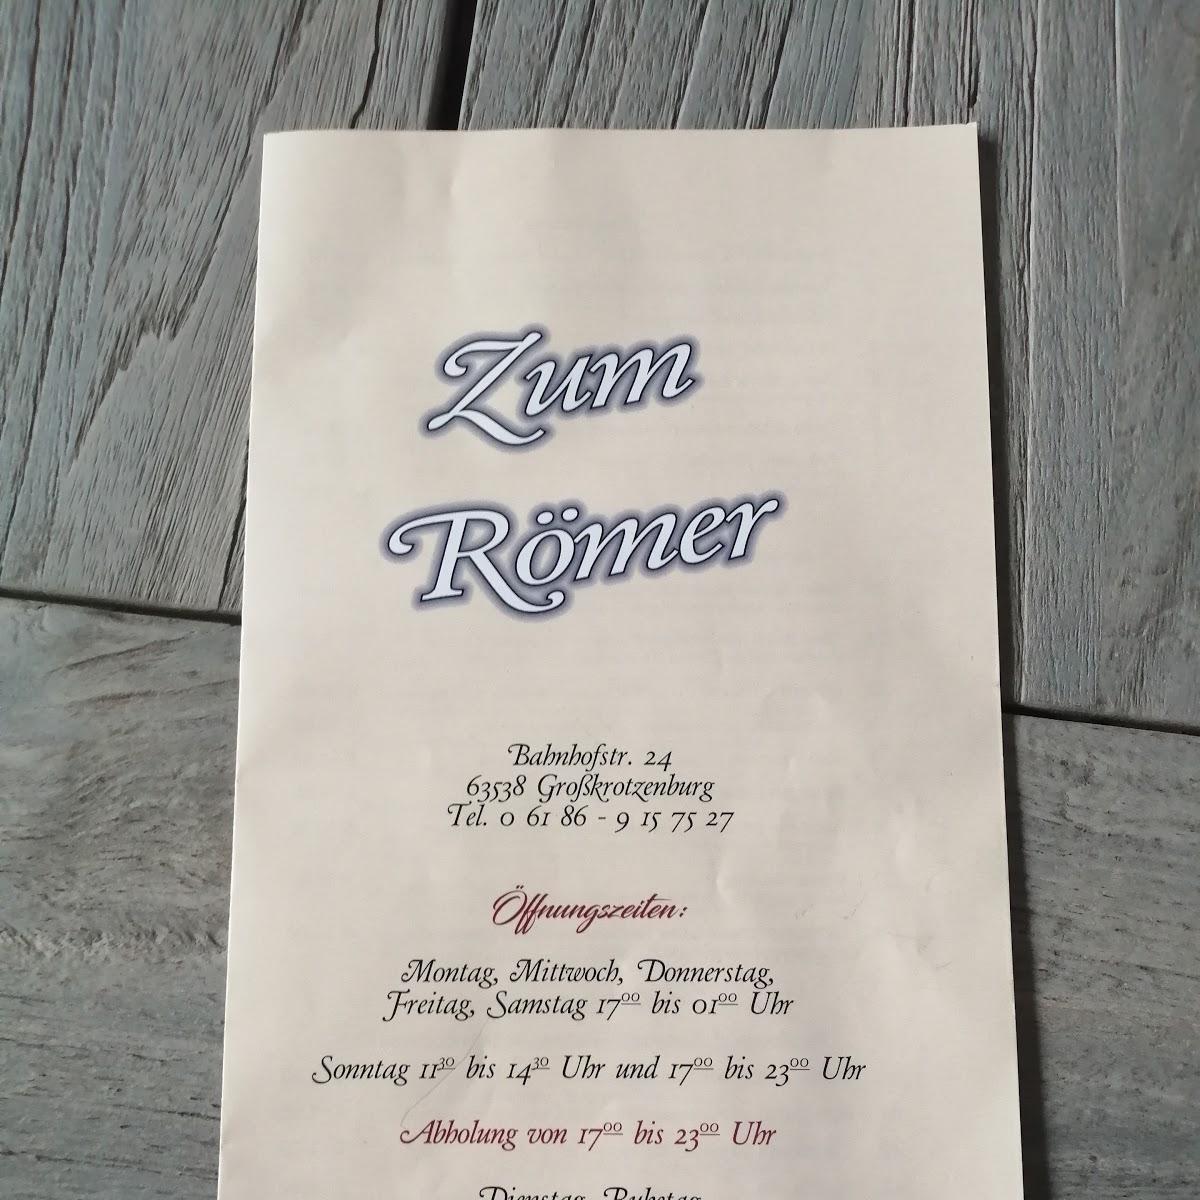 Zum
Römer
Bahnhofstr. 24
63538 Großkrotzenburg
Tel. 0 61 86 - 9 15 75 27
Öffnungszeiten:
Montag, Mittwoch, Donnerstag,
Freitag, Samstag 17⁰⁰ bis 01⁰⁰ Uhr
Sonntag 11³⁰ bis 14³⁰ Uhr und 17⁰⁰ bis 23⁰⁰ Uhr
Abholung von 17⁰⁰ bis 23⁰⁰ Uhr
Dienstag Ruhetag